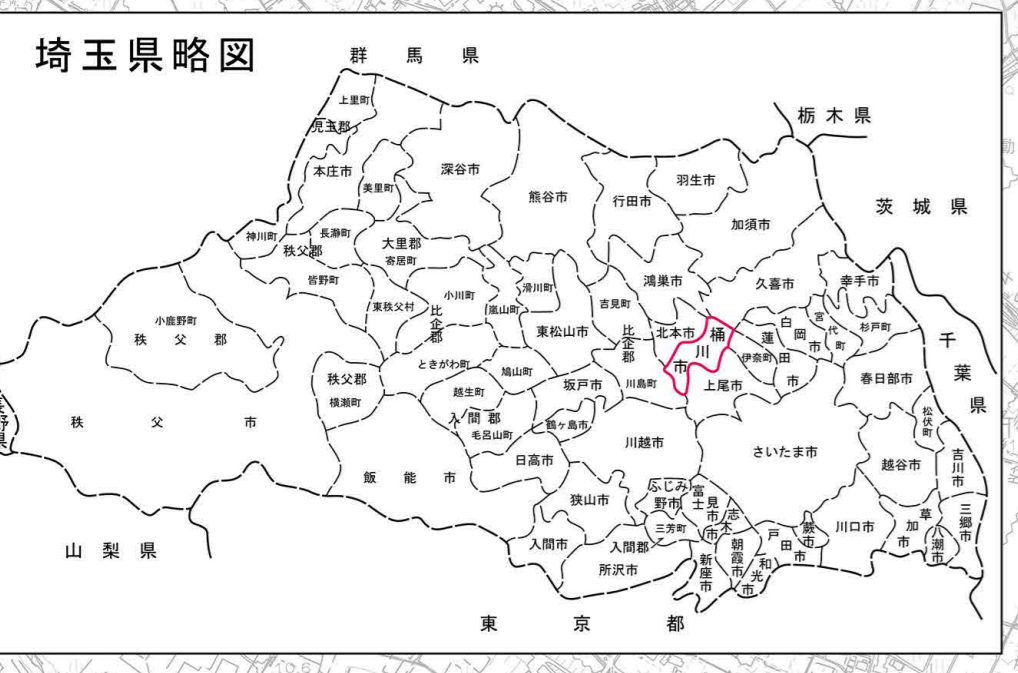 埼玉県略図
群馬県
栃木県
茨城県
千葉県
東京都
山梨県
長野県
上里町
児玉郡
本庄市
美里町
深谷市
熊谷市
行田市
羽生市
加須市
神川町
長瀞町
秩父郡
皆野町
大里郡
寄居町
小川町
嵐山町
滑川町
東秩父村
比企郡
東松山市
吉見町
比企郡
鴻巣市
北本市
桶川市
久喜市
幸手市
宮代町
杉戸町
白岡市
蓮田市
伊奈町
上尾市
春日部市
小鹿野町
秩父郡
秩父市
秩父郡
横瀬町
ときがわ町
鳩山町
越生町
入間郡
毛呂山町
坂戸市
鶴ヶ島市
川島町
川越市
さいたま市
松伏町
越谷市
吉川市
飯能市
日高市
狭山市
ふじみ野市
富士見市
志木市
三芳町
入間郡
入間市
所沢市
新座市
朝霞市
和光市
戸田市
蕨市
川口市
草加市
八潮市
三郷市